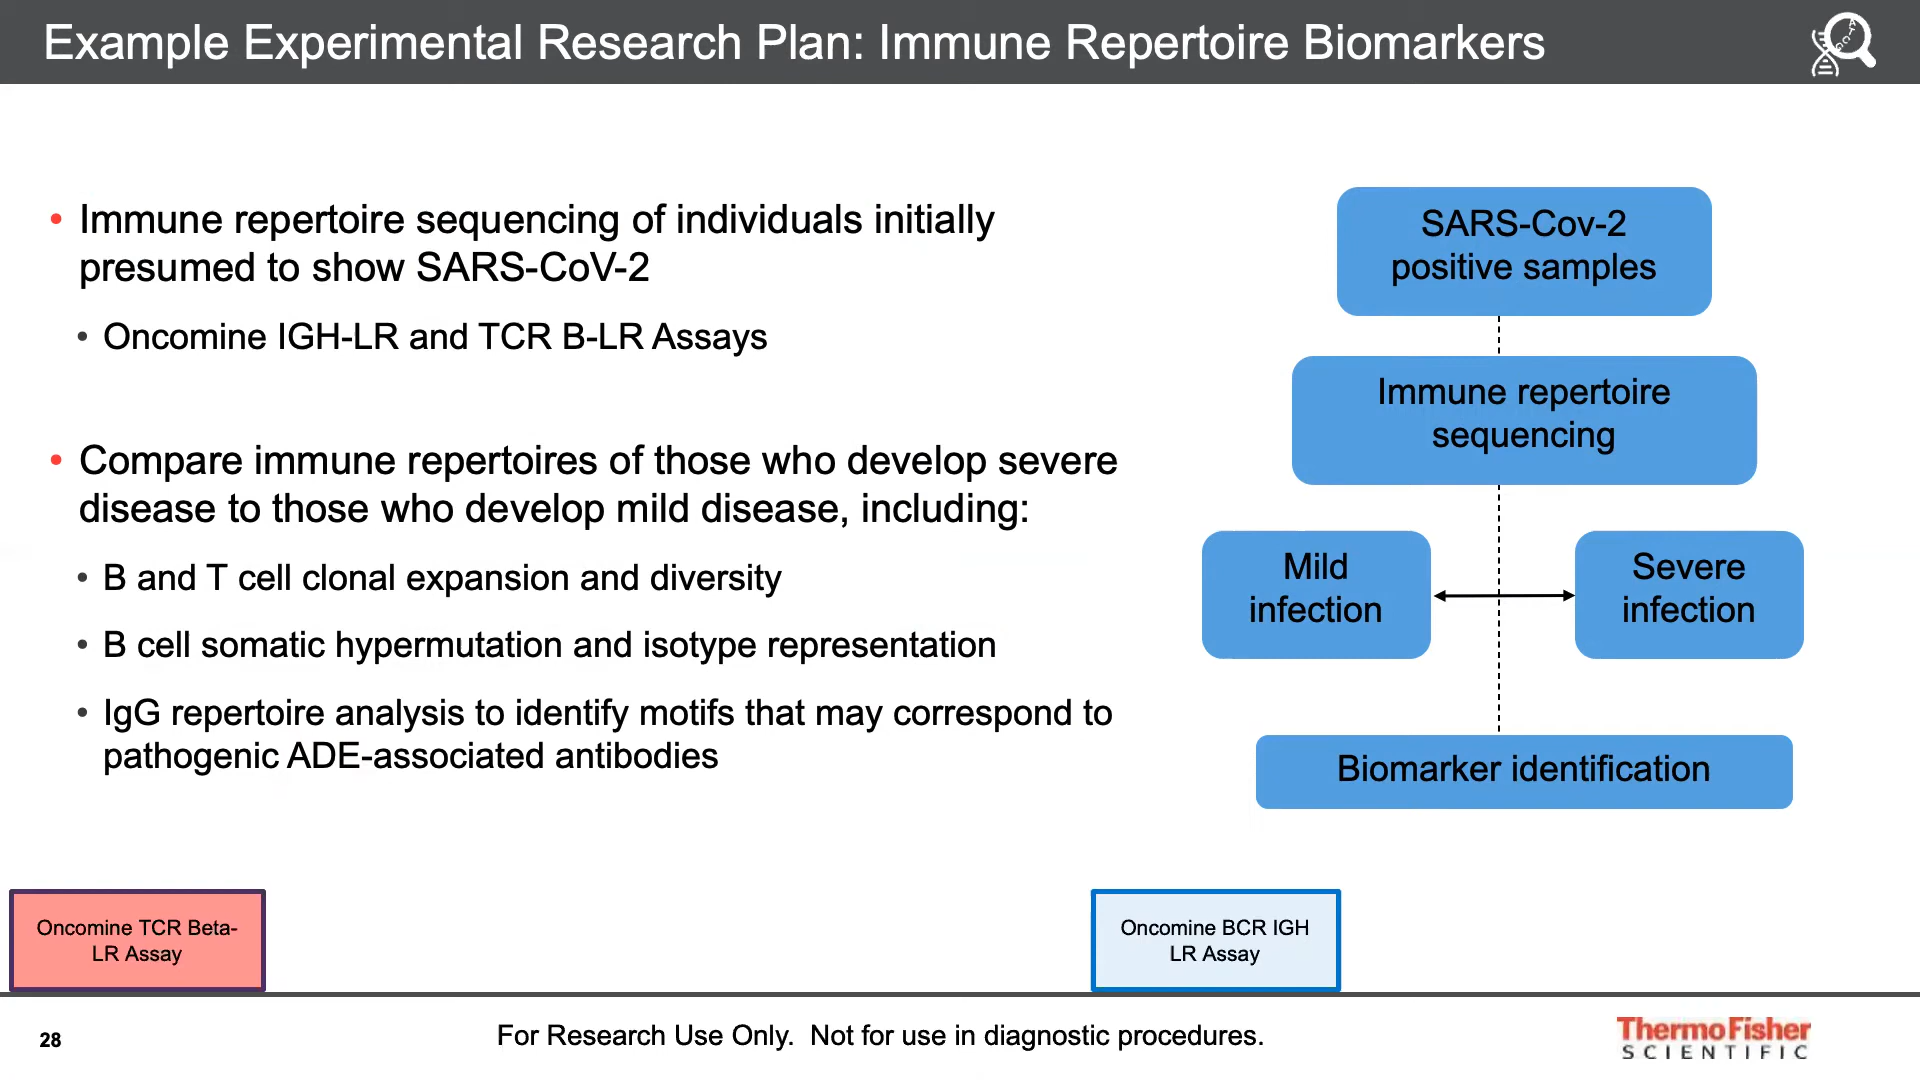 Example Experimental Research Plan: Immune Repertoire Biomarkers
• Immune repertoire sequencing of individuals initially
presumed to show SARS-CoV-2
• Oncomine IGH-LR and TCR B-LR Assays
• Compare immune repertoires of those who develop severe
disease to those who develop mild disease, including:
• B and T cell clonal expansion and diversity
• B cell somatic hypermutation and isotype representation
• IgG repertoire analysis to identify motifs that may correspond to
pathogenic ADE-associated antibodies
SARS-Cov-2
positive samples
Immune repertoire
sequencing
Mild
infection
Severe
infection
Biomarker identification
Oncomine TCR Beta-
LR Assay
Oncomine BCR IGH
LR Assay
28
For Research Use Only.  Not for use in diagnostic procedures.
ThermoFisher
SCIENTIFIC